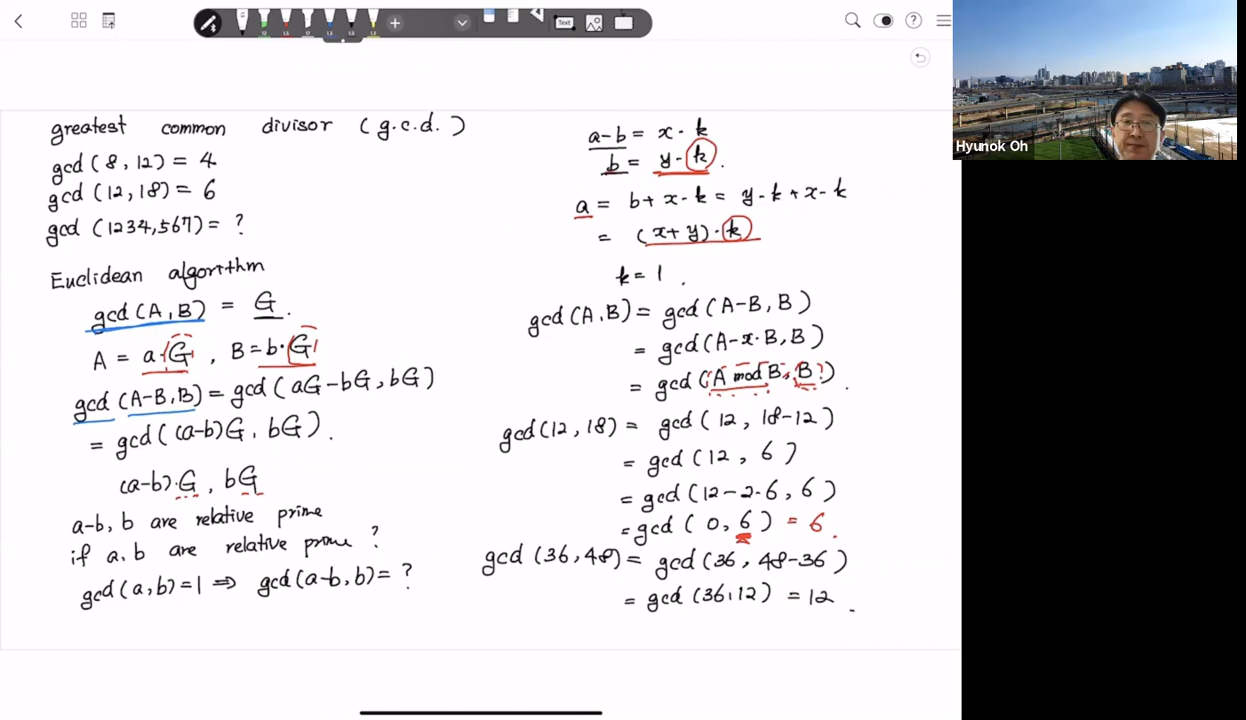 Text
greatest common divisor (g.c.d.)
gcd (8, 12) = 4
gcd (12, 18) = 6
gcd (1234, 567) = ?
Euclidean algorithm
gcd (A, B) = G.
A = a·G, B = b·G
gcd (A-B, B) = gcd (aG-bG, bG)
= gcd ((a-b)G, bG).
(a-b)·G, bG
a-b, b are relative prime
if a, b are relative prime ?
gcd (a, b) = 1 ⇒ gcd (a-b, b) = ?
a-b = x·k
b = y·k.
a = b + x·k = y·k + x·k
= (x+y)·k
k = 1.
gcd (A, B) = gcd (A-B, B)
= gcd (A-x·B, B)
= gcd (A mod B, B).
gcd (12, 18) = gcd (12, 18-12)
= gcd (12, 6)
= gcd (12-2·6, 6)
= gcd (0, 6) = 6.
gcd (36, 48) = gcd (36, 48-36)
= gcd (36, 12) = 12.
Hyunok Oh